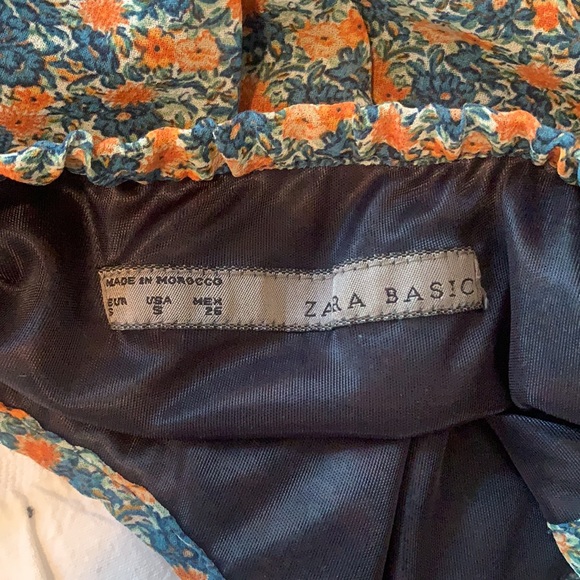 MADE IN MOROCCO
EUR USA MEX
S S 26
ZARA BASIC